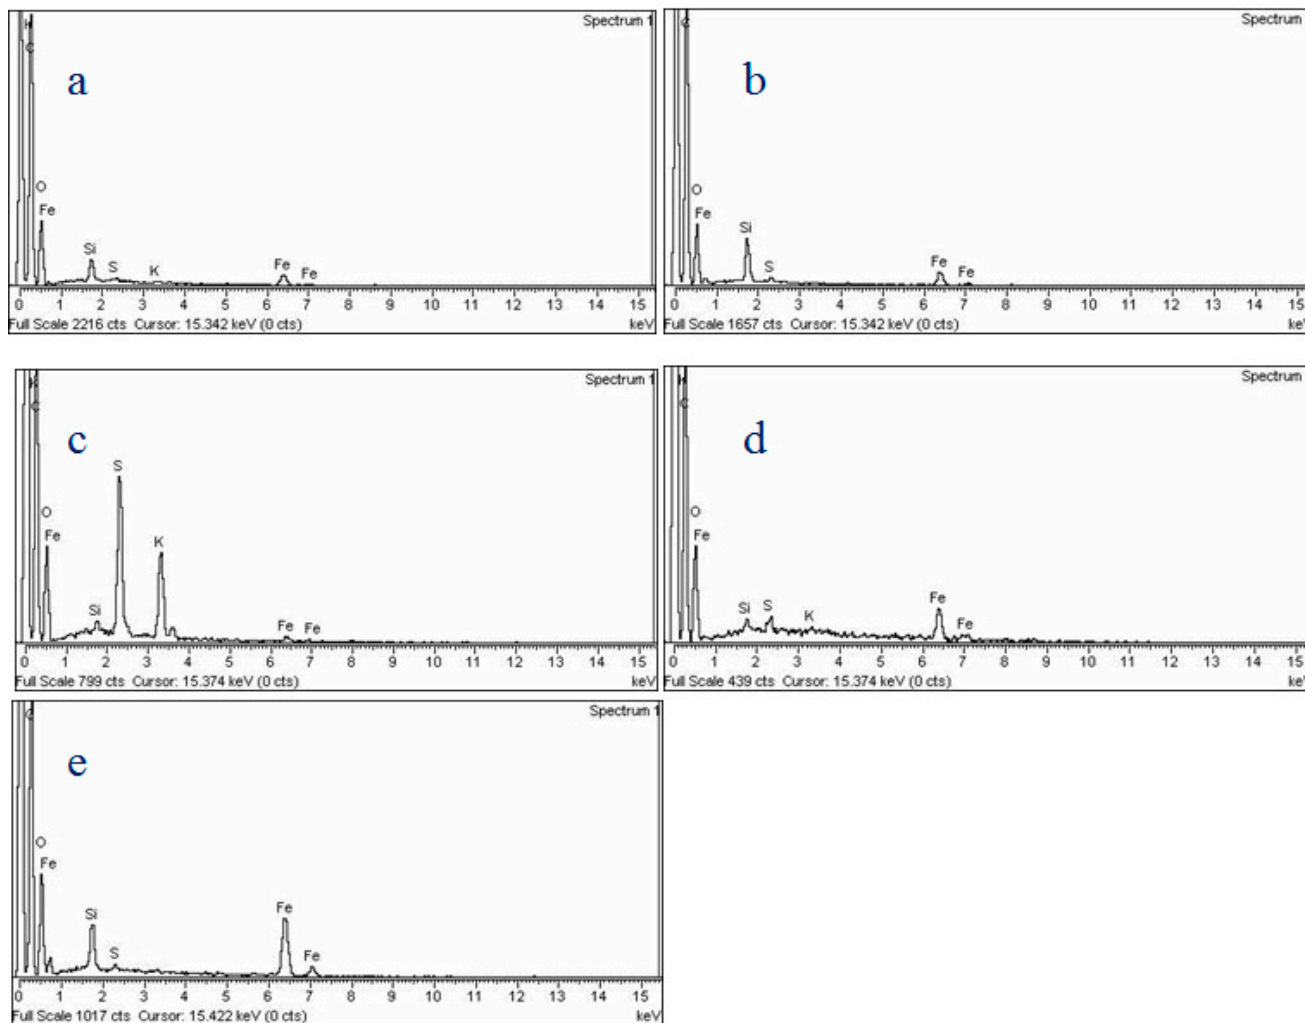 Spectrum 1
K
C
a
O
Fe
Si
S
K
Fe
Fe
0 1 2 3 4 5 6 7 8 9 10 11 12 13 14 15
Full Scale 2216 cts Cursor: 15.342 keV (0 cts)
keV
Spectrum
C
b
O
Fe
Si
S
Fe
Fe
0 1 2 3 4 5 6 7 8 9 10 11 12 13 14 15
Full Scale 1657 cts Cursor: 15.342 keV (0 cts)
keV
Spectrum 1
K
C
c
S
O
Fe
K
Si
Fe
Fe
0 1 2 3 4 5 6 7 8 9 10 11 12 13 14 15
Full Scale 799 cts Cursor: 15.374 keV (0 cts)
keV
Spectrum
K
C
d
O
Fe
Si
S
K
Fe
Fe
0 1 2 3 4 5 6 7 8 9 10 11 12 13 14 15
Full Scale 439 cts Cursor: 15.374 keV (0 cts)
keV
Spectrum 1
C
e
O
Fe
Si
S
Fe
Fe
0 1 2 3 4 5 6 7 8 9 10 11 12 13 14 15
Full Scale 1017 cts Cursor: 15.422 keV (0 cts)
keV